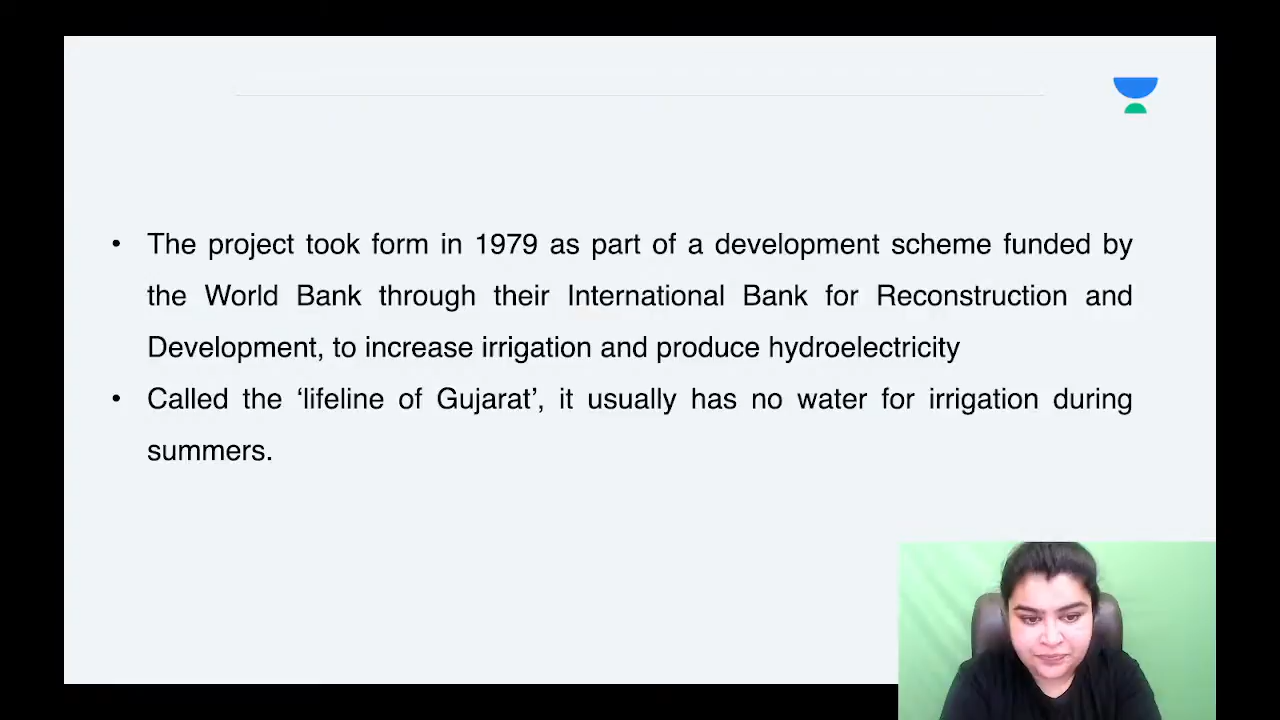 • The project took form in 1979 as part of a development scheme funded by
the World Bank through their International Bank for Reconstruction and
Development, to increase irrigation and produce hydroelectricity
• Called the ‘lifeline of Gujarat’, it usually has no water for irrigation during
summers.